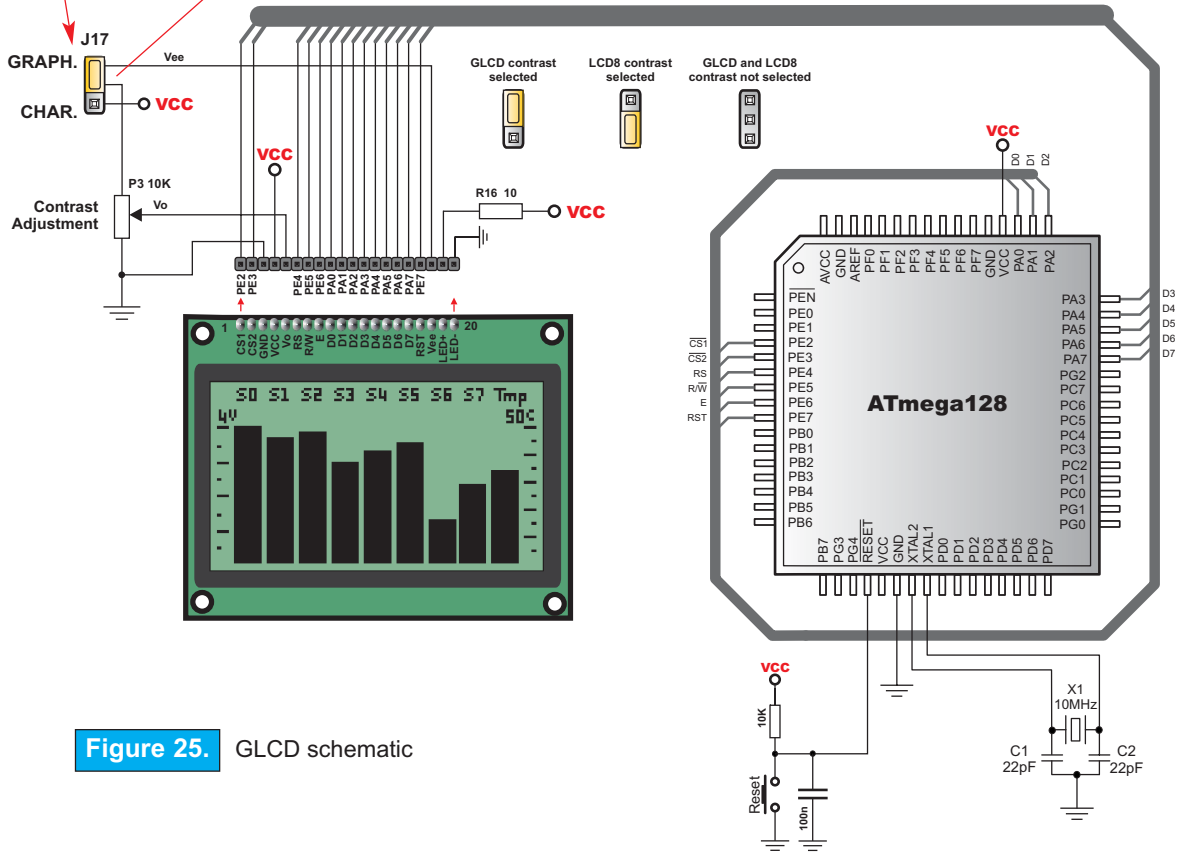 J17
GRAPH.
CHAR.
Vee
VCC
GLCD contrast
selected
LCD8 contrast
selected
GLCD and LCD8
contrast not selected
VCC
P3 10K
Contrast
Adjustment
Vo
R16 10
VCC
PE2
PE3
PE4
PE5
PE6
PA0
PA1
PA2
PA3
PA4
PA5
PA6
PA7
PE7
1
20
CS1
CS2
GND
VCC
Vo
RS
R/W
E
D0
D1
D2
D3
D4
D5
D6
D7
RST
Vee
LED+
LED-
S0 S1 S2 S3 S4 S5 S6 S7 Tmp
4V
50°C
VCC
D0
D1
D2
AVCC
GND
AREF
PF0
PF1
PF2
PF3
PF4
PF5
PF6
PF7
GND
VCC
PA0
PA1
PA2
PEN
PE0
PE1
PE2
PE3
PE4
PE5
PE6
PE7
PB0
PB1
PB2
PB3
PB4
PB5
PB6
CS1
CS2
RS
R/W
E
RST
ATmega128
PA3
PA4
PA5
PA6
PA7
PG2
PC7
PC6
PC5
PC4
PC3
PC2
PC1
PC0
PG1
PG0
D3
D4
D5
D6
D7
PB7
PG3
PG4
RESET
VCC
GND
XTAL2
XTAL1
PD0
PD1
PD2
PD3
PD4
PD5
PD6
PD7
VCC
10K
Reset
100n
X1
10MHz
C1
22pF
C2
22pF
Figure 25. GLCD schematic